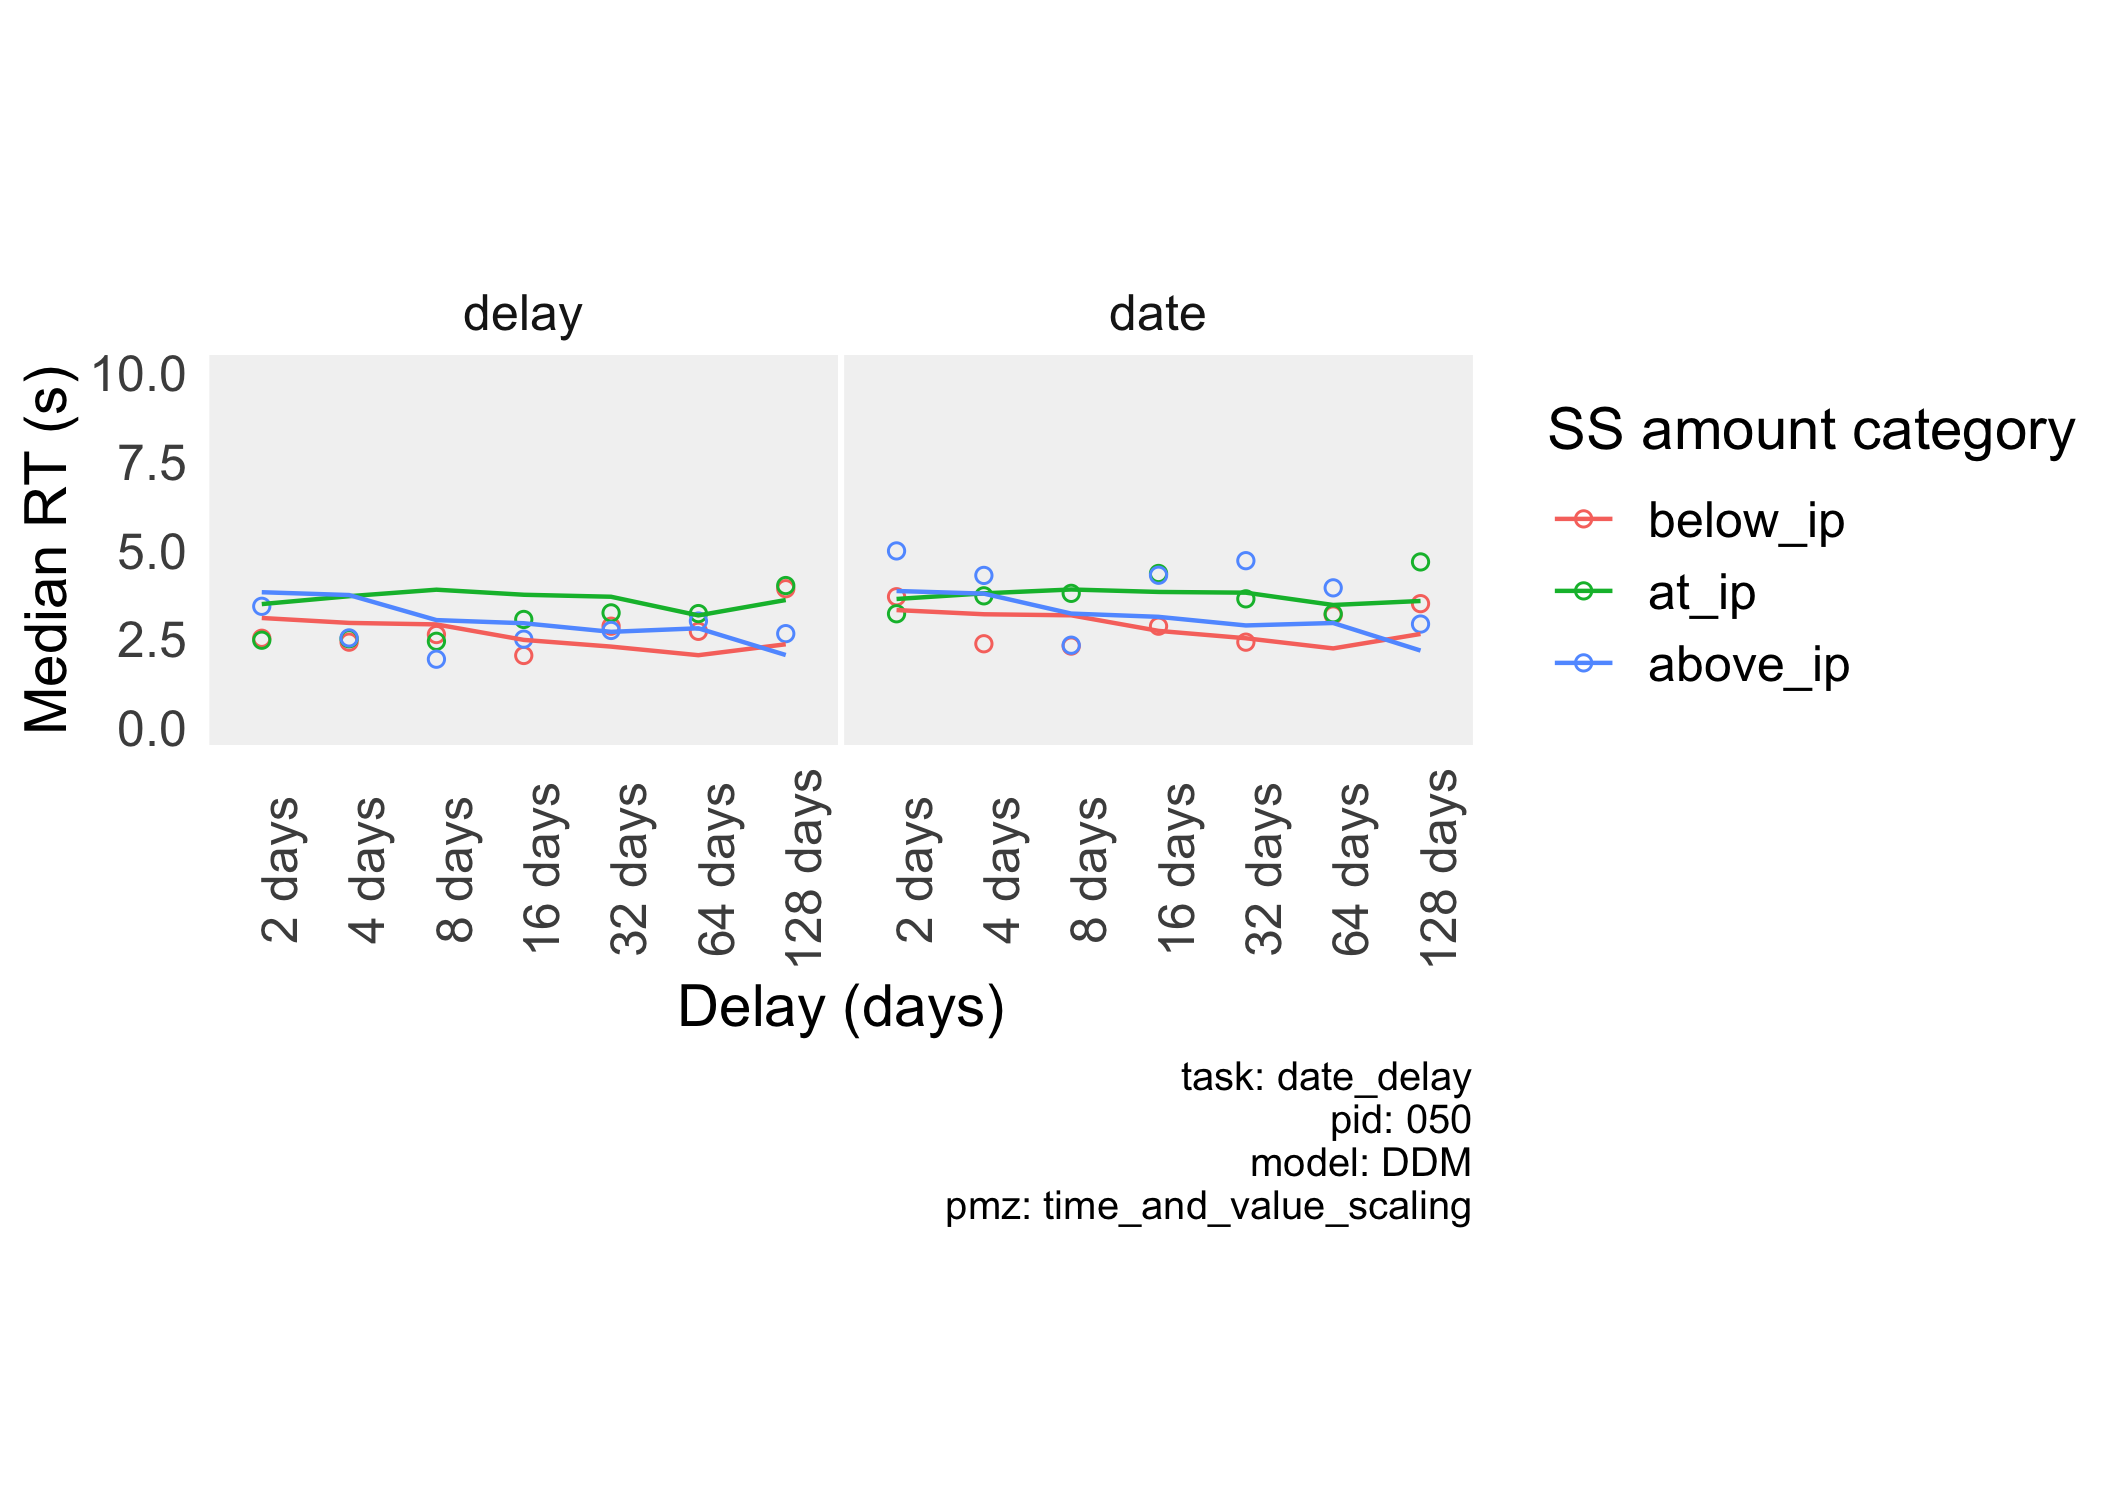 delay
date
Median RT (s)
10.0
7.5
5.0
2.5
0.0
2 days
4 days
8 days
16 days
32 days
64 days
128 days
2 days
4 days
8 days
16 days
32 days
64 days
128 days
Delay (days)
SS amount category
below_ip
at_ip
above_ip
task: date_delay
pid: 050
model: DDM
pmz: time_and_value_scaling